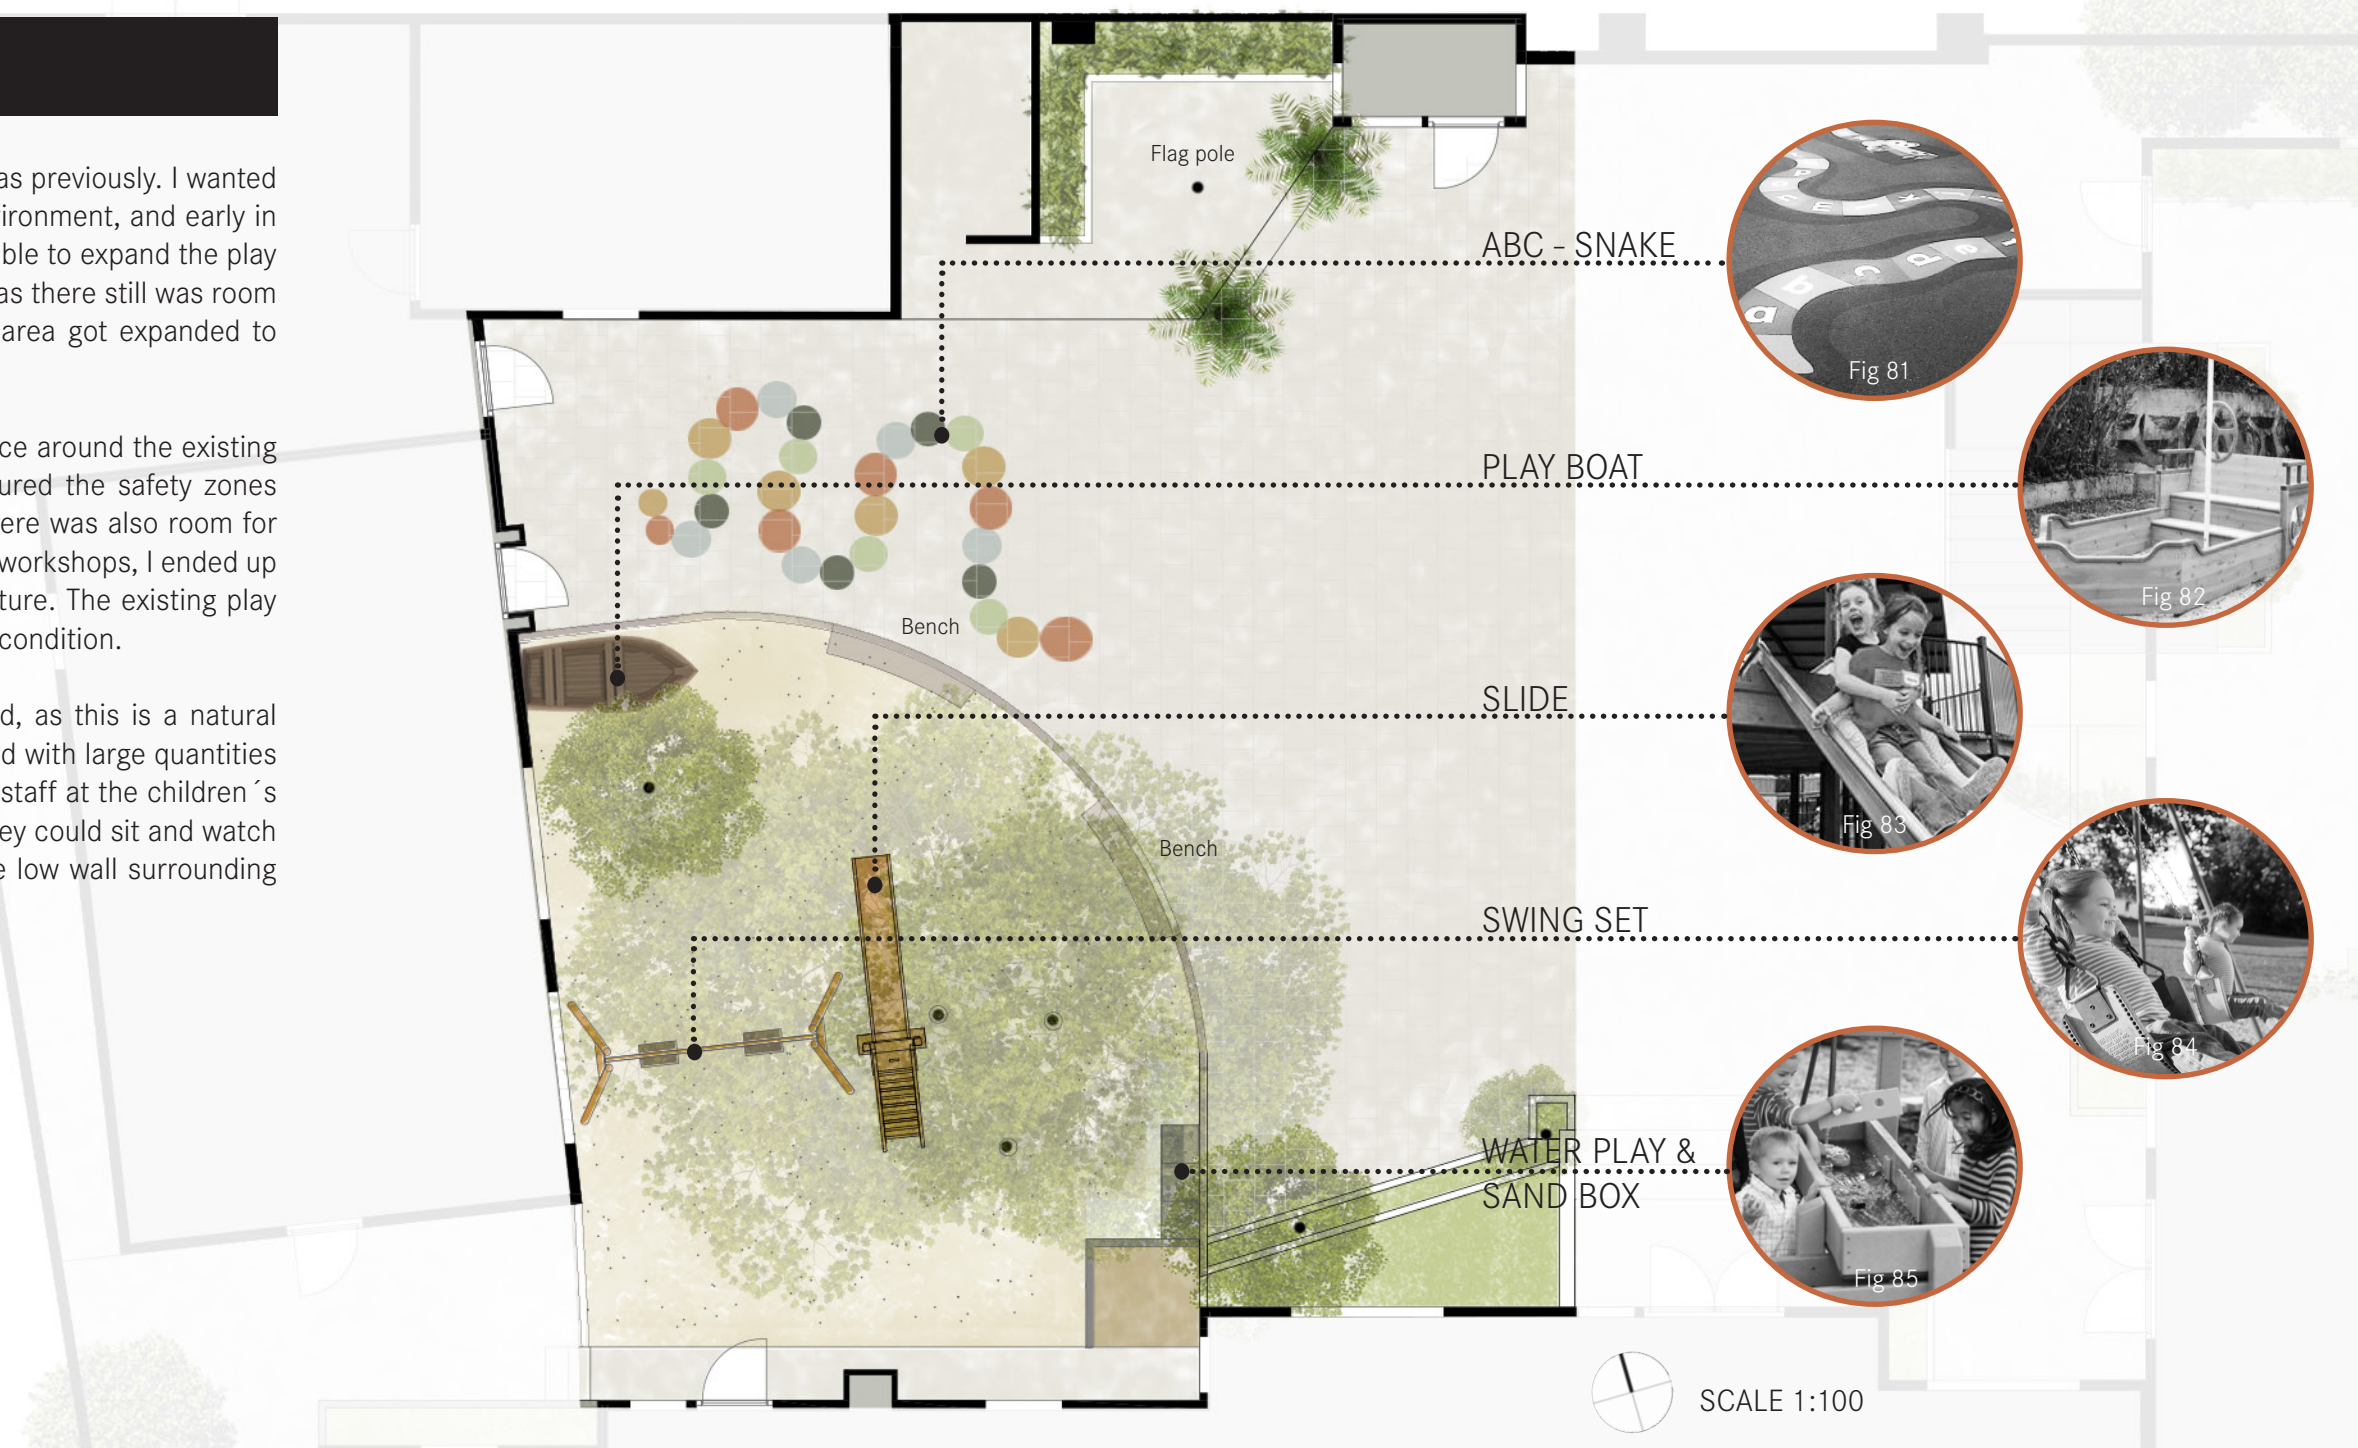 as previously. I wanted
ironment, and early in
ble to expand the play
as there still was room
area got expanded to
ce around the existing
ured the safety zones
ere was also room for
workshops, I ended up
ture. The existing play
condition.
d, as this is a natural
d with large quantities
staff at the children´s
ey could sit and watch
e low wall surrounding
Flag pole
ABC - SNAKE
a b c d e
Fig 81
PLAY BOAT
Fig 82
Bench
SLIDE
Fig 83
Bench
SWING SET
Fig 84
WATER PLAY &
SAND BOX
Fig 85
SCALE 1:100